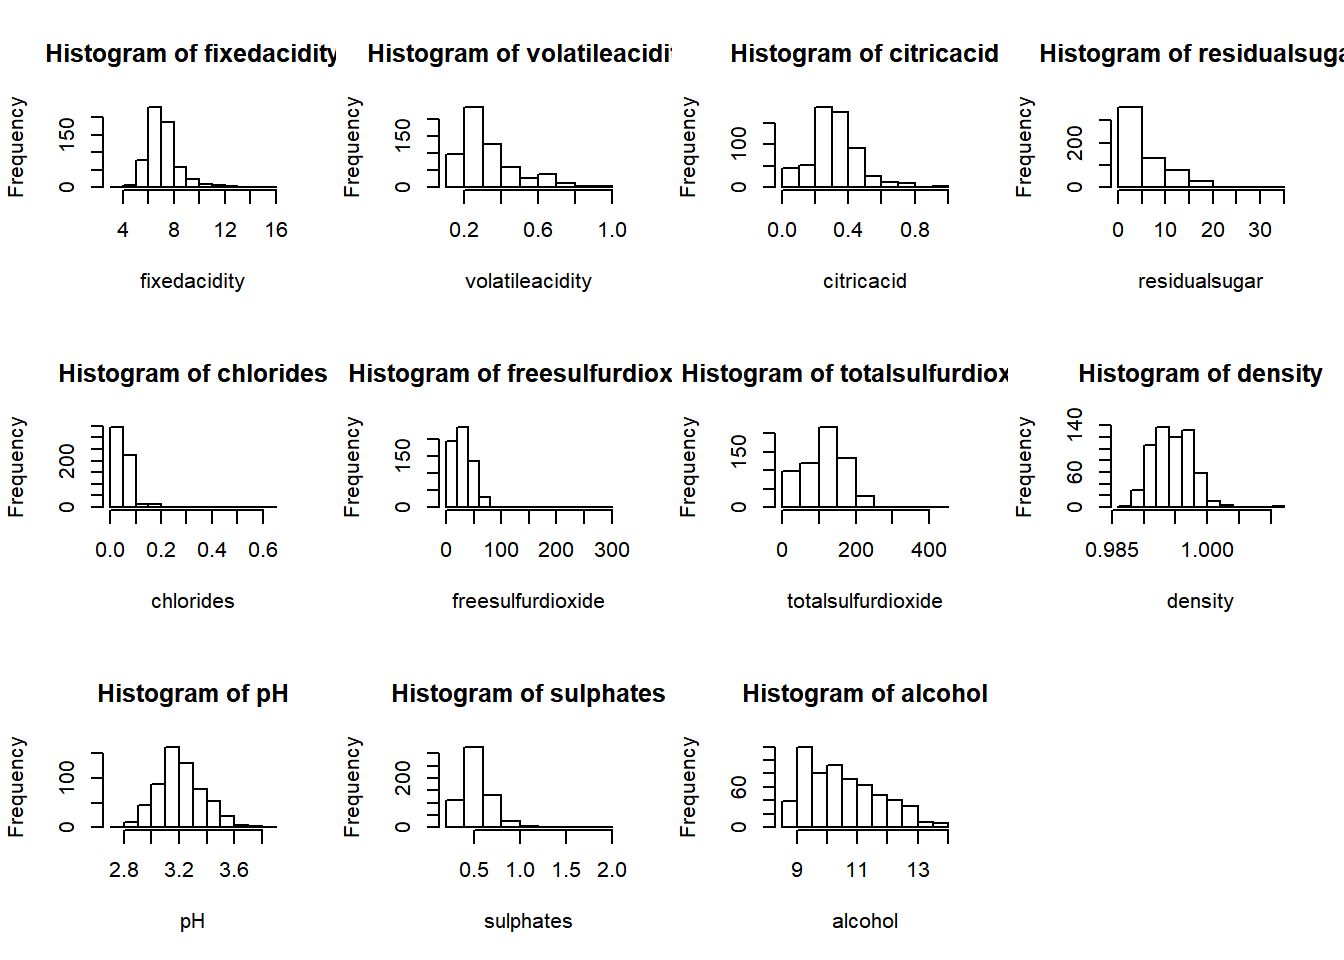 Histogram of fixedacidity
Frequency
0 150
4 8 12 16
fixedacidity
Histogram of volatileacidit
Frequency
0 150
0.2 0.6 1.0
volatileacidity
Histogram of citricacid
Frequency
0 100
0.0 0.4 0.8
citricacid
Histogram of residualsuga
Frequency
0 200
0 10 20 30
residualsugar
Histogram of chlorides
Frequency
0 200
0.0 0.2 0.4 0.6
chlorides
Histogram of freesulfurdiox
Frequency
0 150
0 100 200 300
freesulfurdioxide
Histogram of totalsulfurdiox
Frequency
0 150
0 200 400
totalsulfurdioxide
Histogram of density
Frequency
0 60 140
0.985 1.000
density
Histogram of pH
Frequency
0 100
2.8 3.2 3.6
pH
Histogram of sulphates
Frequency
0 200
0.5 1.0 1.5 2.0
sulphates
Histogram of alcohol
Frequency
0 60
9 11 13
alcohol